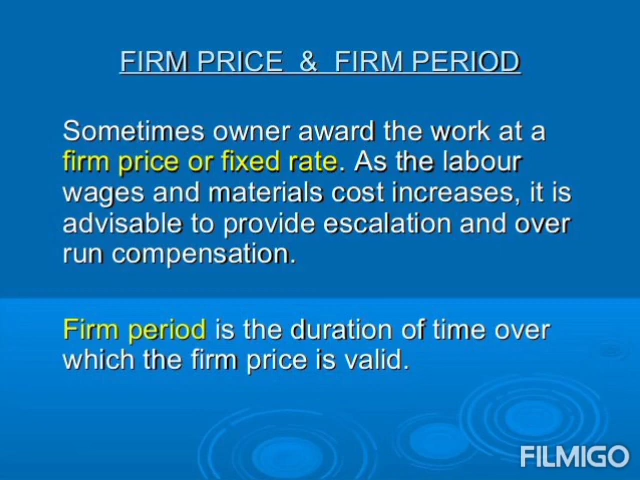 FIRM PRICE & FIRM PERIOD
Sometimes owner award the work at a
firm price or fixed rate. As the labour
wages and materials cost increases, it is
advisable to provide escalation and over
run compensation.
Firm period is the duration of time over
which the firm price is valid.
FILMIGO